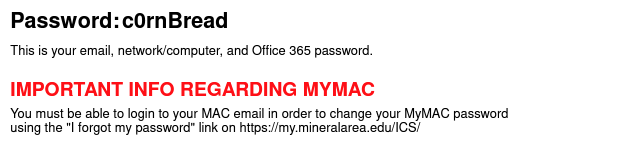 Password: c0rnBread
This is your email, network/computer, and Office 365 password.
IMPORTANT INFO REGARDING MYMAC
You must be able to login to your MAC email in order to change your MyMAC password
using the "I forgot my password" link on https://my.mineralarea.edu/ICS/